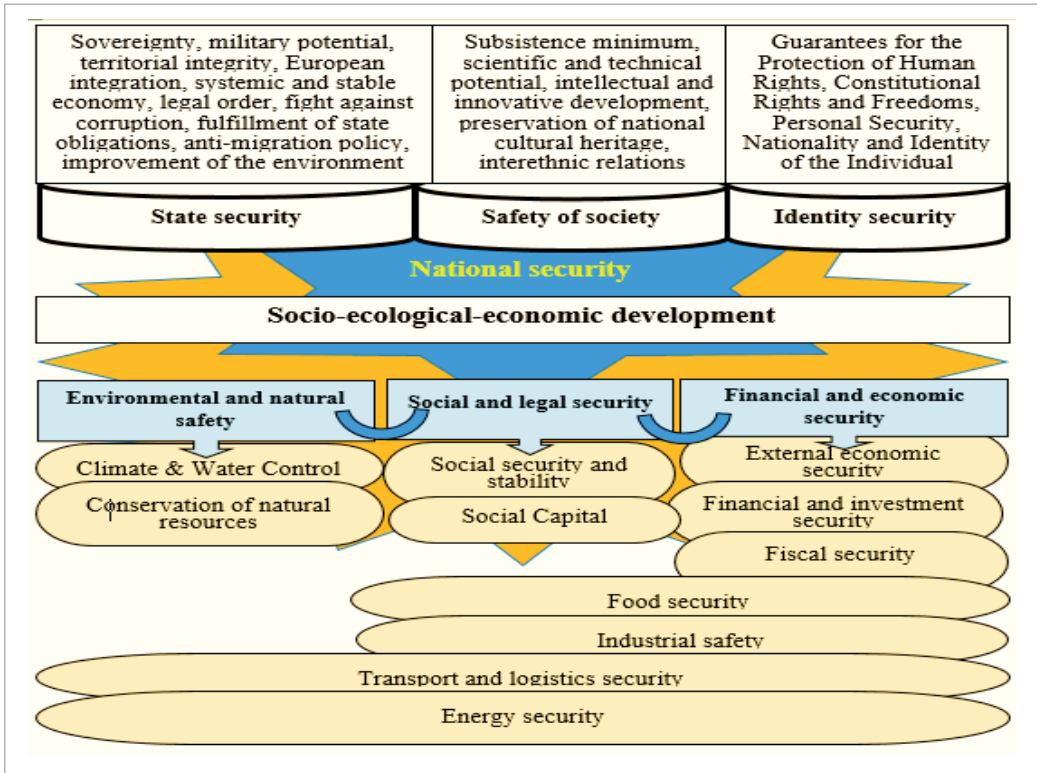 Sovereignty, military potential,
territorial integrity, European
integration, systemic and stable
economy, legal order, fight against
corruption, fulfillment of state
obligations, anti-migration policy,
improvement of the environment
Subsistence minimum,
scientific and technical
potential, intellectual and
innovative development,
preservation of national
cultural heritage,
interethnic relations
Guarantees for the
Protection of Human
Rights, Constitutional
Rights and Freedoms,
Personal Security,
Nationality and Identity
of the Individual
State security
Safety of society
Identity security
National security
Socio-ecological-economic development
Environmental and natural
safety
Social and legal security
Financial and economic
security
Climate & Water Control
Conservation of natural
resources
Social security and
stability
Social Capital
External economic
security
Financial and investment
security
Fiscal security
Food security
Industrial safety
Transport and logistics security
Energy security